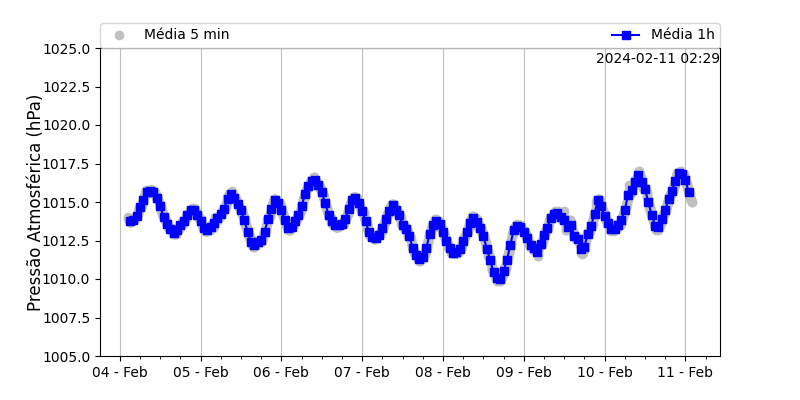 Média 5 min
Média 1h
2024-02-11 02:29
Pressão Atmosférica (hPa)
1025.0
1022.5
1020.0
1017.5
1015.0
1012.5
1010.0
1007.5
1005.0
04 - Feb
05 - Feb
06 - Feb
07 - Feb
08 - Feb
09 - Feb
10 - Feb
11 - Feb